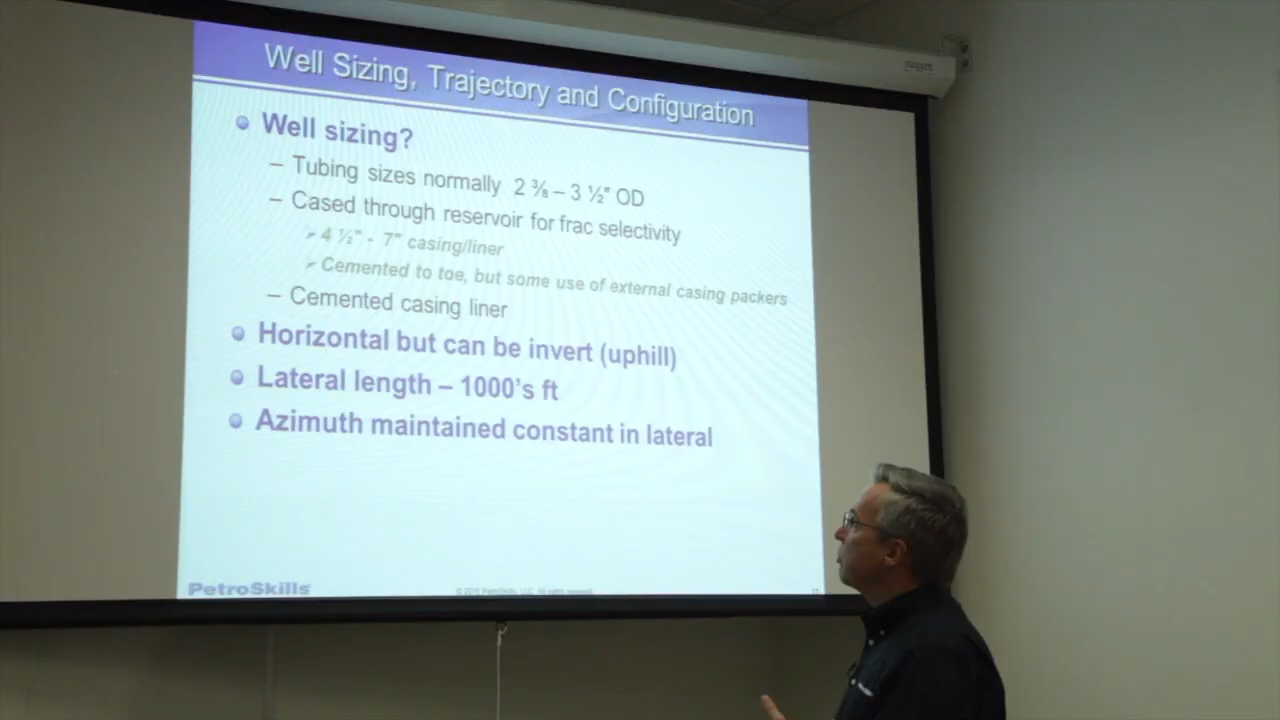 Well Sizing, Trajectory and Configuration
Well sizing?
– Tubing sizes normally 2 ⅜ – 3 ½" OD
– Cased through reservoir for frac selectivity
4 ½" - 7" casing/liner
Cemented to toe, but some use of external casing packers
– Cemented casing liner
Horizontal but can be invert (uphill)
Lateral length – 1000's ft
Azimuth maintained constant in lateral
PetroSkills